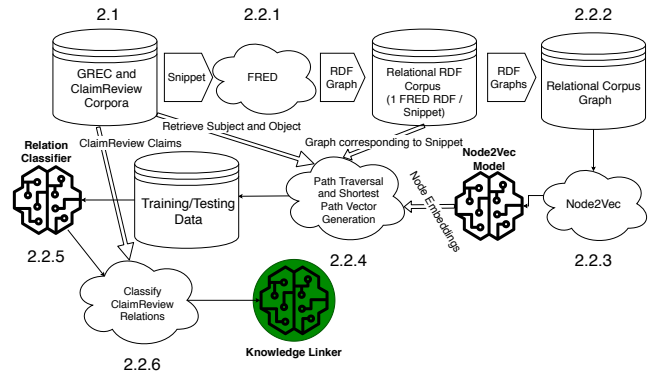 2.1
2.2.1
2.2.2
GREC and
ClaimReview
Corpora
Snippet
FRED
RDF
Graph
Relational RDF
Corpus
(1 FRED RDF /
Snippet)
RDF
Graphs
Relational Corpus
Graph
Retrieve Subject and Object
ClaimReview Claims
Graph corresponding to Snippet
Relation
Classifier
Training/Testing
Data
Path Traversal
and Shortest
Path Vector
Generation
Node Embeddings
Node2Vec
Model
Node2Vec
2.2.5
2.2.4
2.2.3
Classify
ClaimReview
Relations
Knowledge Linker
2.2.6